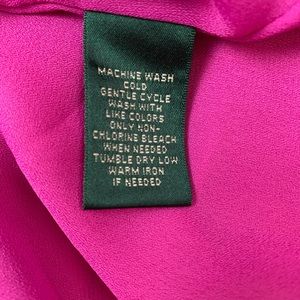 MACHINE WASH
COLD
GENTLE CYCLE
WASH WITH
LIKE COLORS
ONLY NON-
CHLORINE BLEACH
WHEN NEEDED
TUMBLE DRY LOW
WARM IRON
IF NEEDED